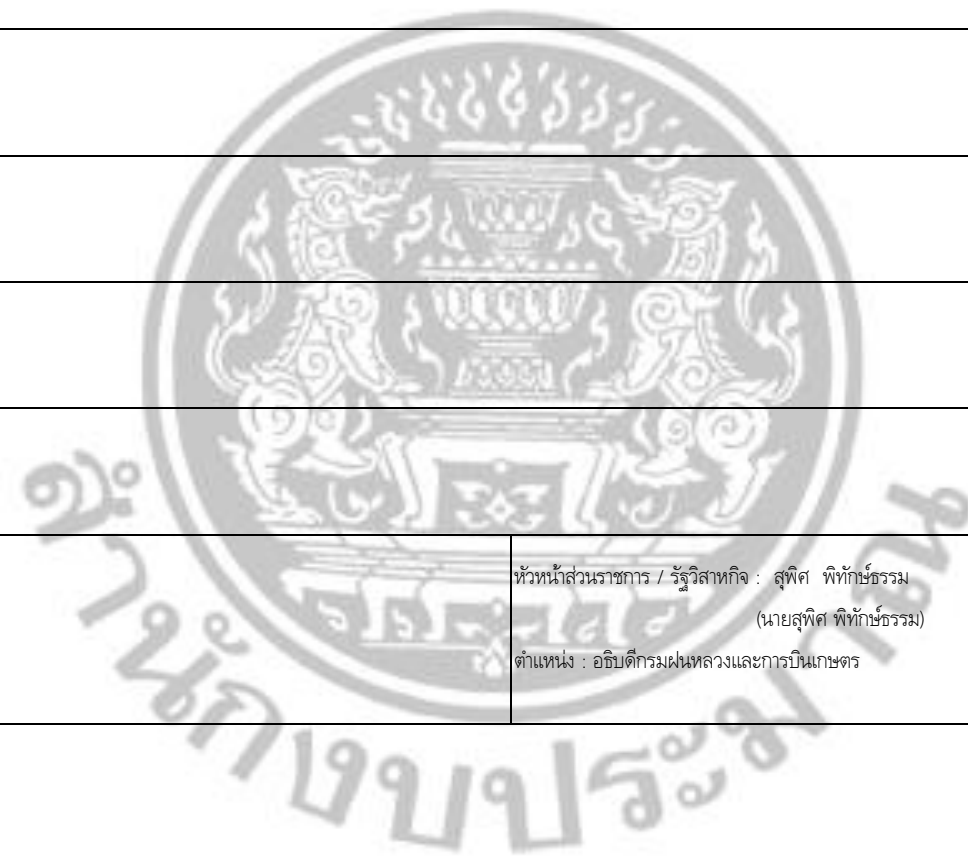 หัวหน้าส่วนราชการ / รัฐวิสาหกิจ : สุพิศ พิทักษ์ธรรม
(นายสุพิศ พิทักษ์ธรรม)
ตำแหน่ง : อธิบดีกรมฝนหลวงและการบินเกษตร
สำนักงบประมาณ